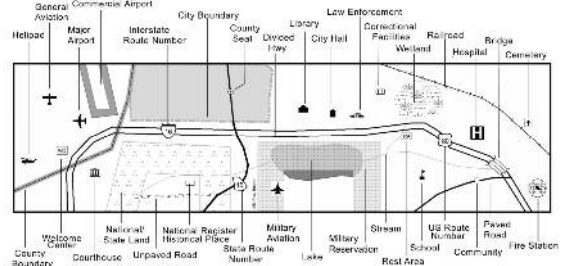 Commercial Airport
General
Aviation
Major
Airport
Helipad
Interstate
Route Number
City Boundary
County
Seat
Divided
Hwy
Library
City Hall
Law Enforcement
Correctional
Facilities
Wetland
Railroad
Hospital
Bridge
Cemetery
16
H
County
Boundary
Welcome
Center
Courthouse
National/
State Land
Unpaved Road
National Register
Historical Place
State Route
Number
Military
Aviation
Lake
Military
Reservation
Stream
Rest Area
School
US Route
Number
Community
Paved
Road
Fire Station